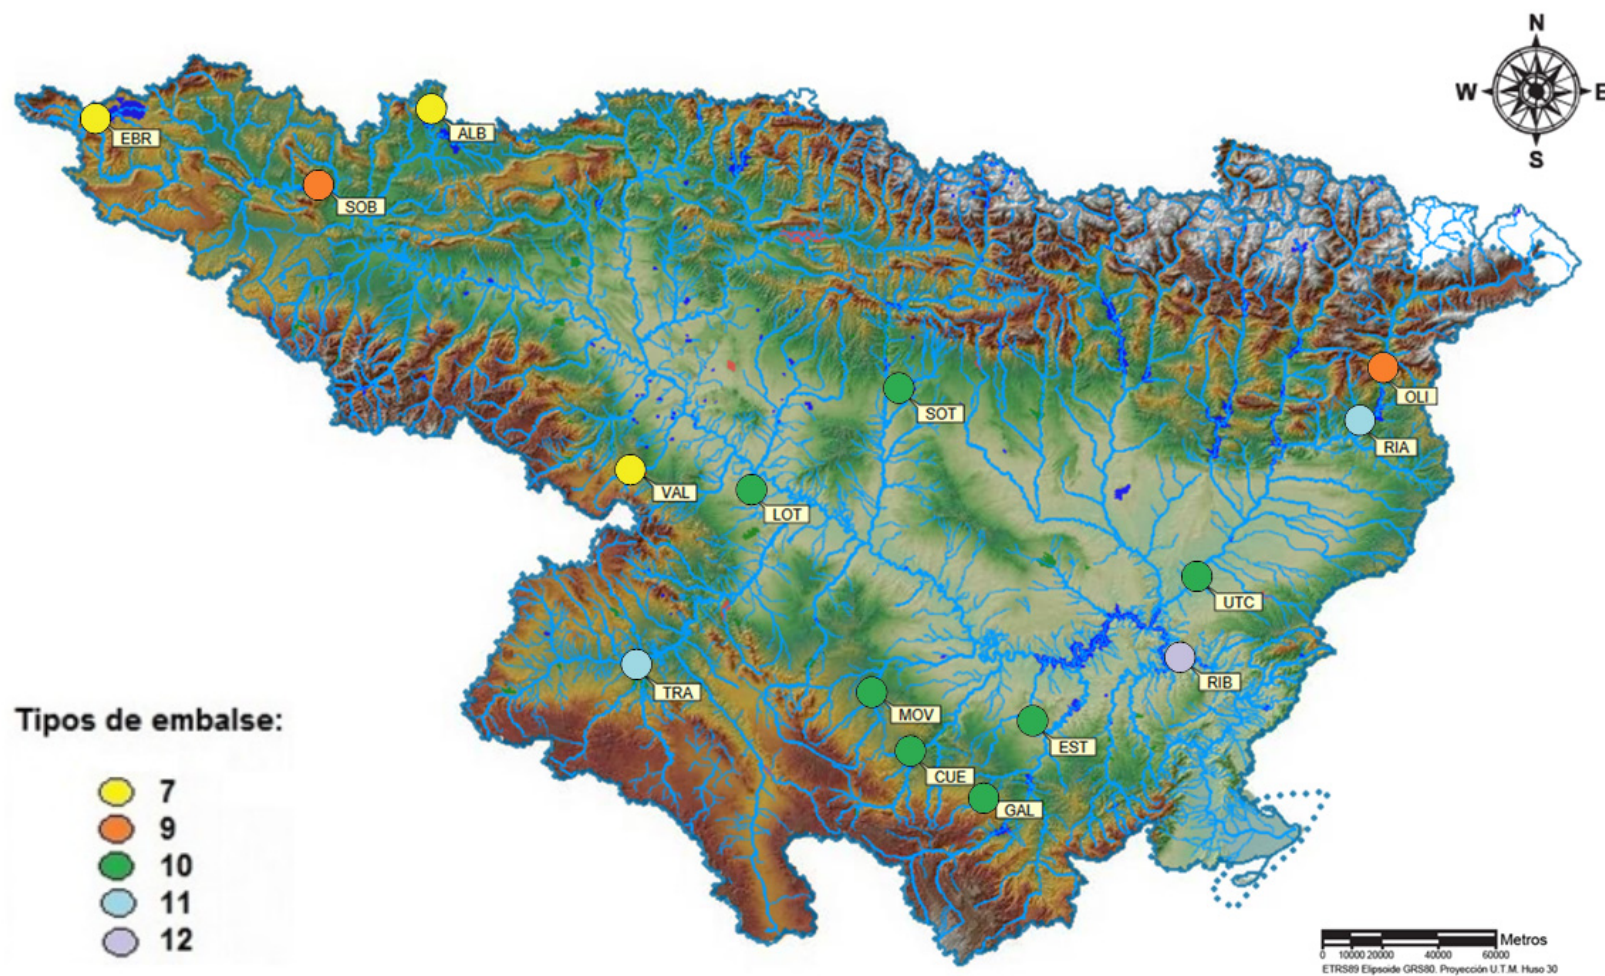 N
W
E
S
EBR
ALB
SOB
OLI
SOT
RIA
VAL
LOT
UTC
TRA
RIB
MOV
EST
CUE
GAL
Tipos de embalse:
7
9
10
11
12
Metros
0 10000 20000 40000 60000
ETRS89 Elipsoide GRS80. Proyección U.T.M. Huso 30